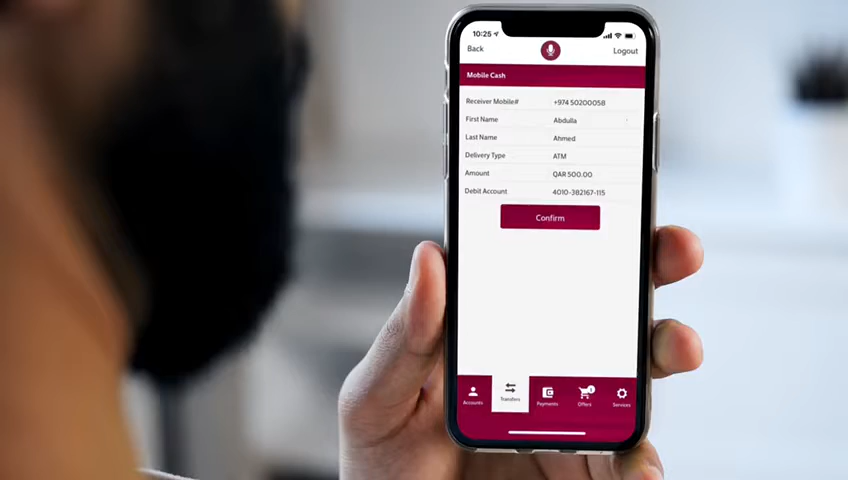 10:25
Back
Logout
Mobile Cash
Receiver Mobile# +974 50200058
First Name Abdulla
Last Name Ahmed
Delivery Type ATM
Amount QAR 500.00
Debit Account 4010-382167-115
Confirm
1
Accounts Transfers Payments Offers Services